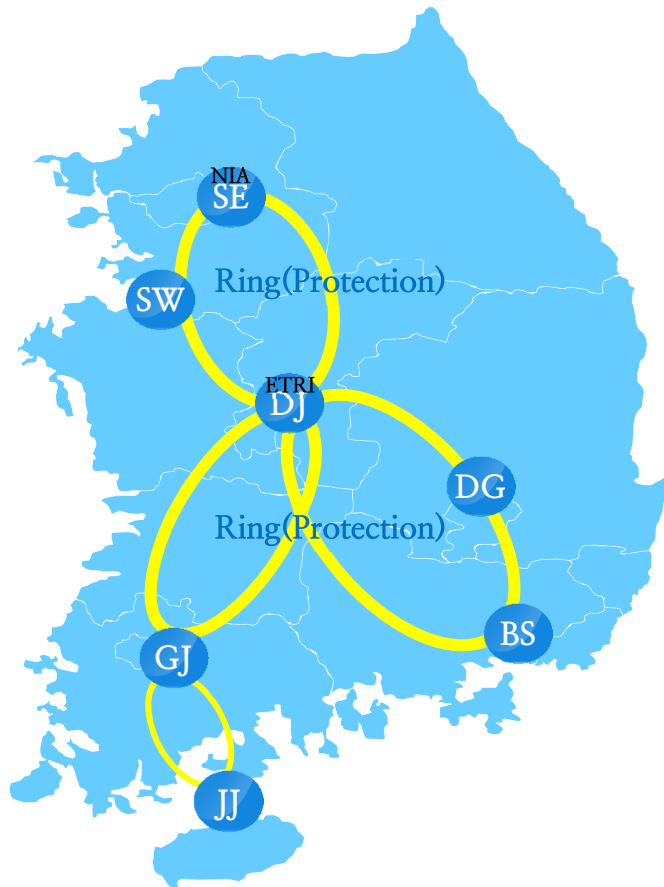 NIA
SE
Ring(Protection)
SW
ETRI
DJ
DG
Ring(Protection)
BS
GJ
JJ